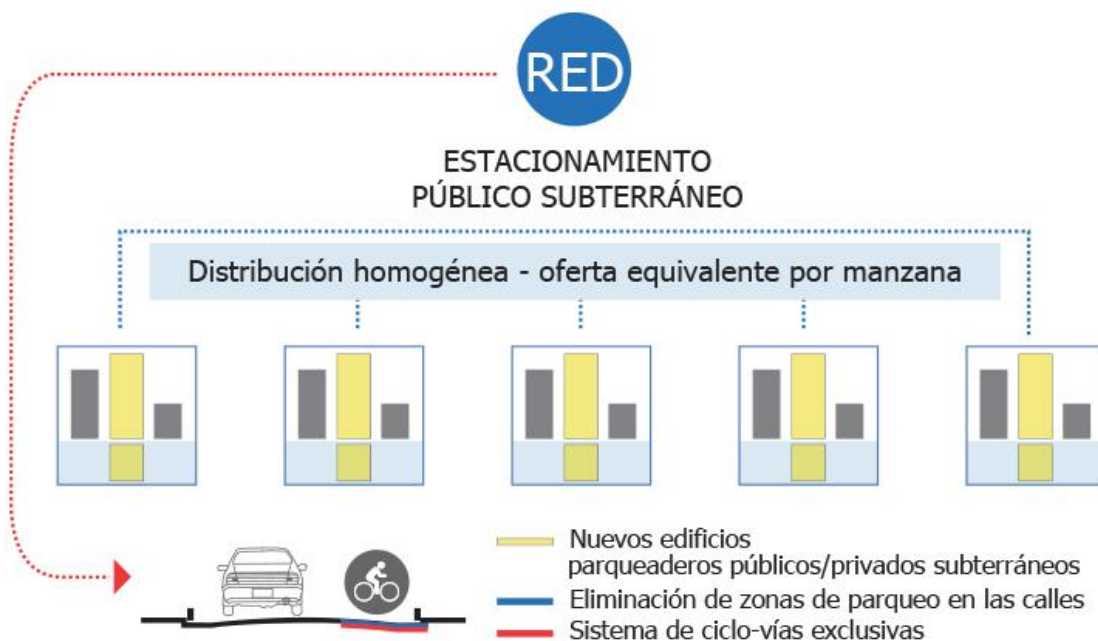 RED
ESTACIONAMIENTO
PÚBLICO SUBTERRÁNEO
Distribución homogénea - oferta equivalente por manzana
Nuevos edificios
parqueaderos públicos/privados subterráneos
Eliminación de zonas de parqueo en las calles
Sistema de ciclo-vías exclusivas